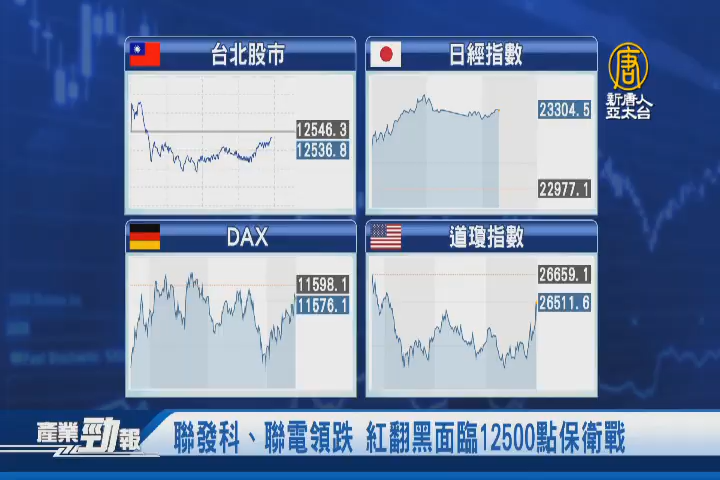 台北股市
12546.3
12536.8
日經指數
23304.5
22977.1
唐
新唐人
亞太台
DAX
11598.1
11576.1
道瓊指數
26659.1
26511.6
產業勁報
聯發科、聯電領跌 紅翻黑面臨12500點保衛戰